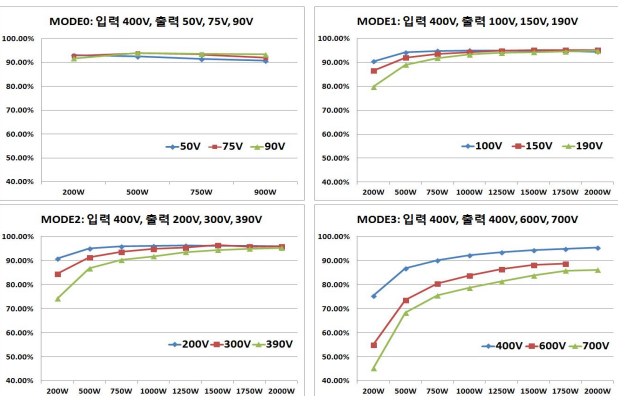 MODE0: 입력 400V, 출력 50V, 75V, 90V
100.00%
90.00%
80.00%
70.00%
60.00%
50.00%
40.00%
50V 75V 90V
200W 500W 750W 900W
MODE1: 입력 400V, 출력 100V,150V,190V
100.00%
90.00%
80.00%
70.00%
60.00%
50.00%
40.00%
100V 150V 190V
200W 500W 750W 1000W 1250W 1500W 1750W 2000W
MODE2: 입력 400V, 출력 200V,300V,390V
100.00%
90.00%
80.00%
70.00%
60.00%
50.00%
40.00%
200V 300V 390V
200W 500W 750W 1000W 1250W 1500W 1750W 2000W
MODE3: 입력 400V, 출력 400V,600V,700V
100.00%
90.00%
80.00%
70.00%
60.00%
50.00%
40.00%
400V 600V 700V
200W 500W 750W 1000W 1250W 1500W 1750W 2000W